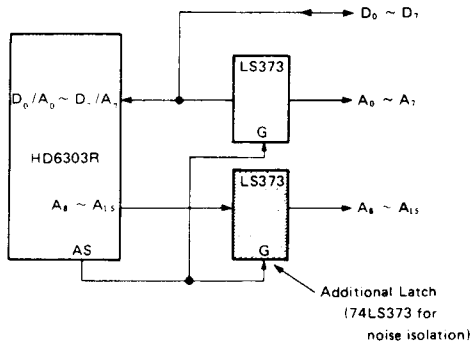 D₀ ~ D₇
LS373
D₀/A₀ ~ D₇/A₇
A₀ ~ A₇
G
HD6303R
LS373
A₈ ~ A₁₅
A₈ ~ A₁₅
AS
G
Additional Latch
(74LS373 for
noise isolation)